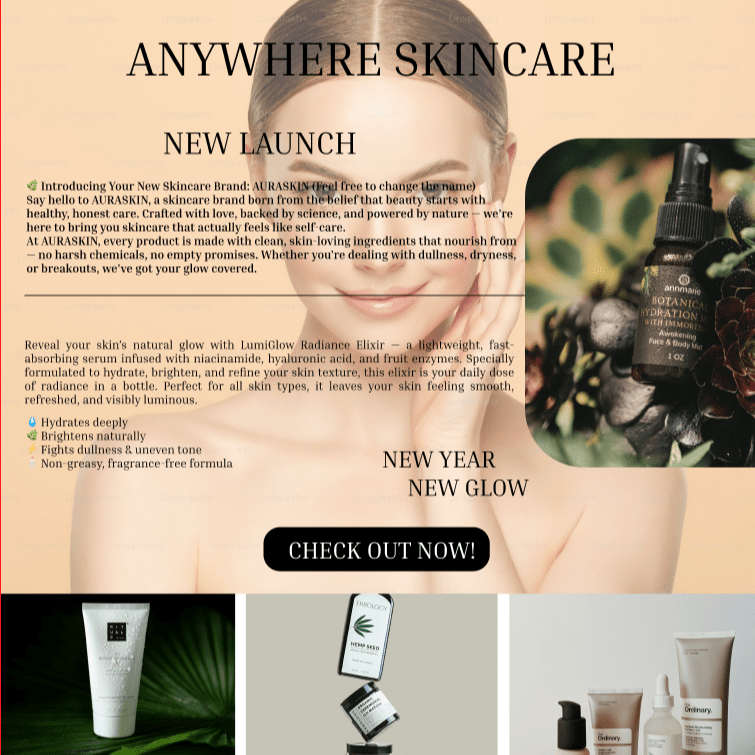 ANYWHERE SKINCARE
NEW LAUNCH
🌿 Introducing Your New Skincare Brand: AURASKIN (Feel free to change the name)
Say hello to AURASKIN, a skincare brand born from the belief that beauty starts with
healthy, honest care. Crafted with love, backed by science, and powered by nature — we're
here to bring you skincare that actually feels like self-care.
At AURASKIN, every product is made with clean, skin-loving ingredients that nourish from
— no harsh chemicals, no empty promises. Whether you're dealing with dullness, dryness,
or breakouts, we've got your glow covered.
annmarie
BOTANICA
HYDRATION M
WITH IMMORT
Awakening
Face & Body Mist
1 OZ
Reveal your skin's natural glow with LumiGlow Radiance Elixir — a lightweight, fast-
absorbing serum infused with niacinamide, hyaluronic acid, and fruit enzymes. Specially
formulated to hydrate, brighten, and refine your skin texture, this elixir is your daily dose
of radiance in a bottle. Perfect for all skin types, it leaves your skin feeling smooth,
refreshed, and visibly luminous.
💧 Hydrates deeply
🌿 Brightens naturally
Fights dullness & uneven tone
Non-greasy, fragrance-free formula
NEW YEAR
NEW GLOW
CHECK OUT NOW!
HEMP SEED
Ordinary.
Ordinary.